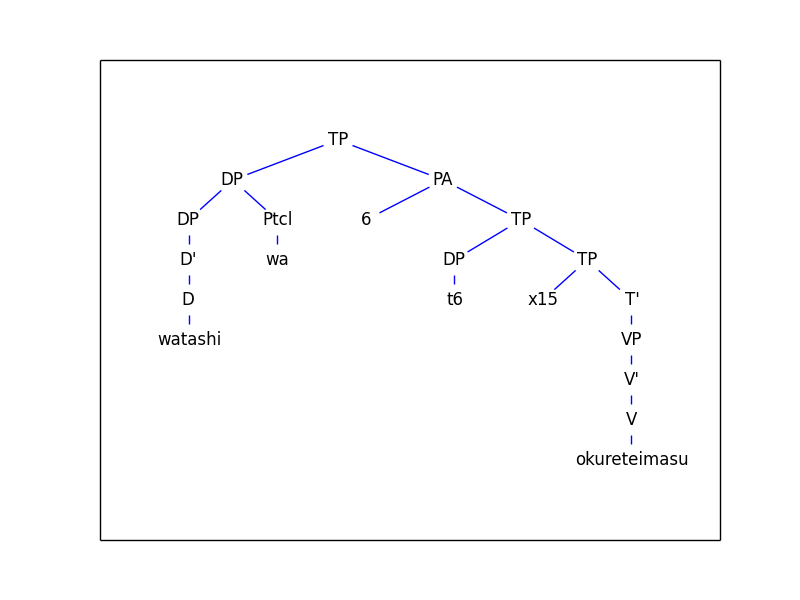 TP
DP PA
DP Ptcl 6 TP
D' wa DP TP
D t6 x15 T'
watashi VP
V'
V
okureteimasu